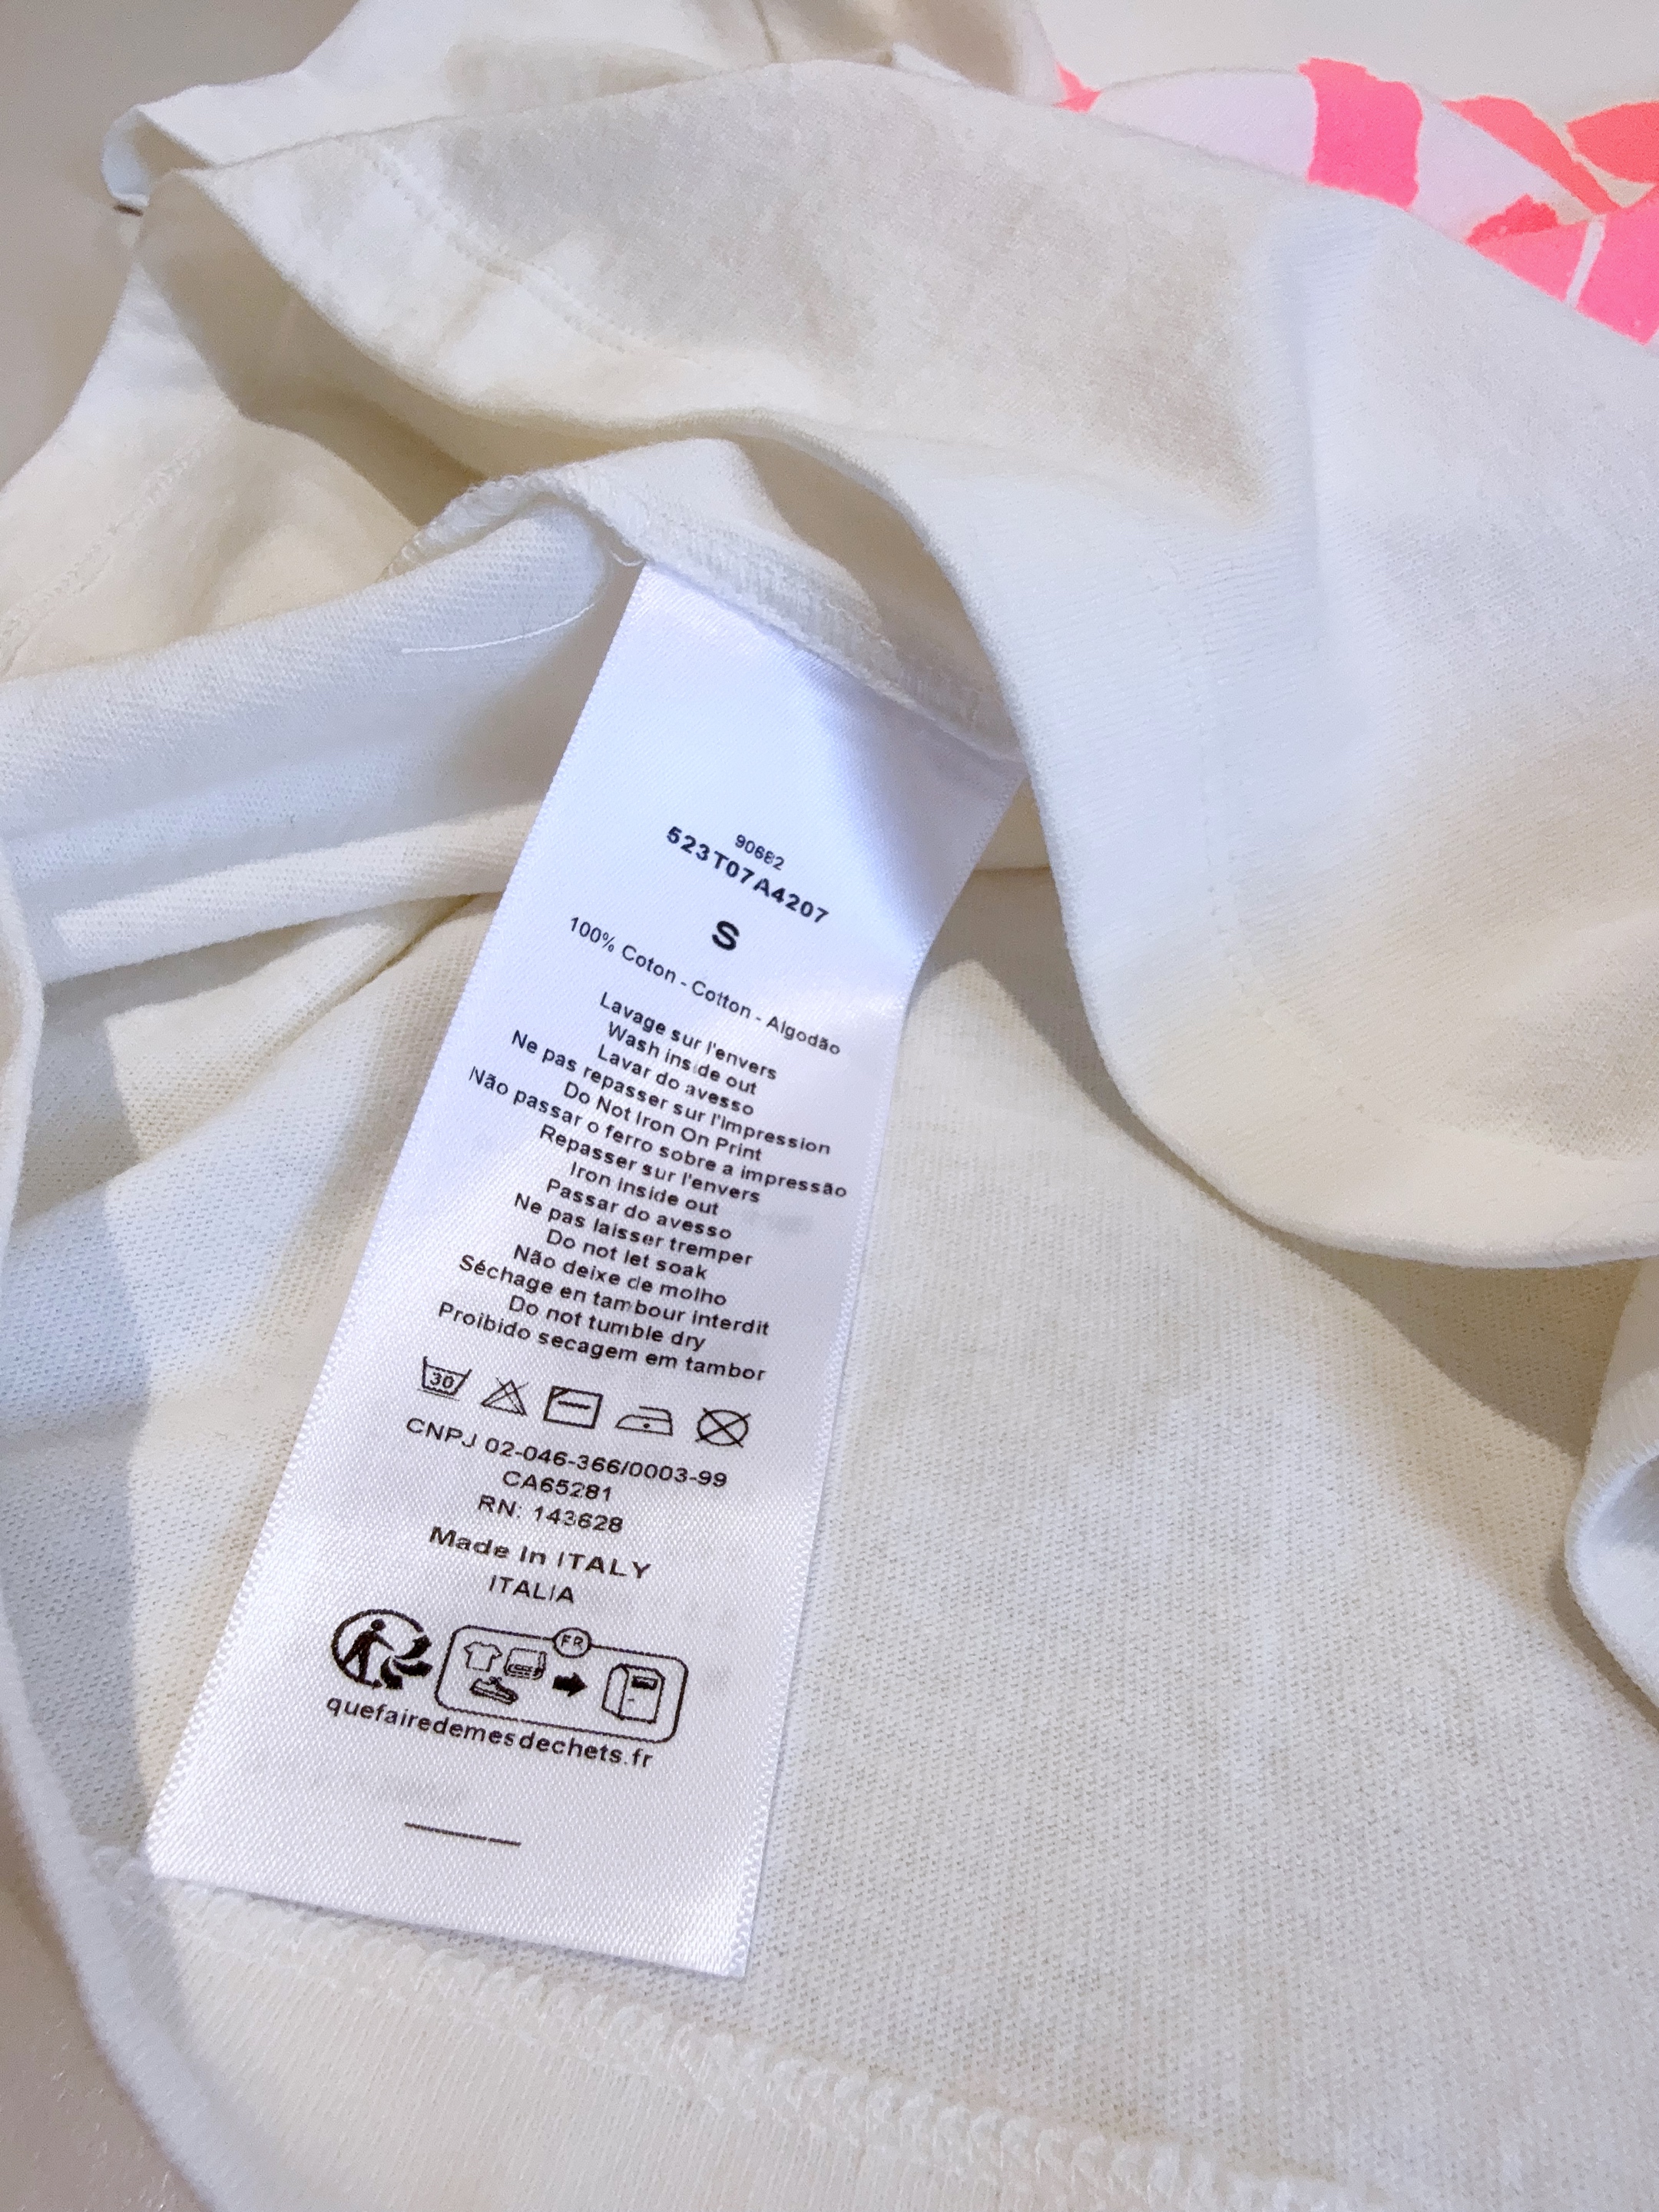 90682
523T07A4207
S
100% Coton - Cotton - Algodão
Lavage sur l'envers
Wash inside out
Lavar do avesso
Ne pas repasser sur l'impression
Do Not Iron On Print
Não passar o ferro sobre a impressão
Repasser sur l'envers
Iron inside out
Passar do avesso
Ne pas laisser tremper
Do not let soak
Não deixe de molho
Séchage en tambour interdit
Do not tumble dry
Proibido secagem em tambor
30
CNPJ 02-046-366/0003-99
CA65281
RN: 143628
Made In ITALY
ITALIA
FR
quefairedemesdechets.fr